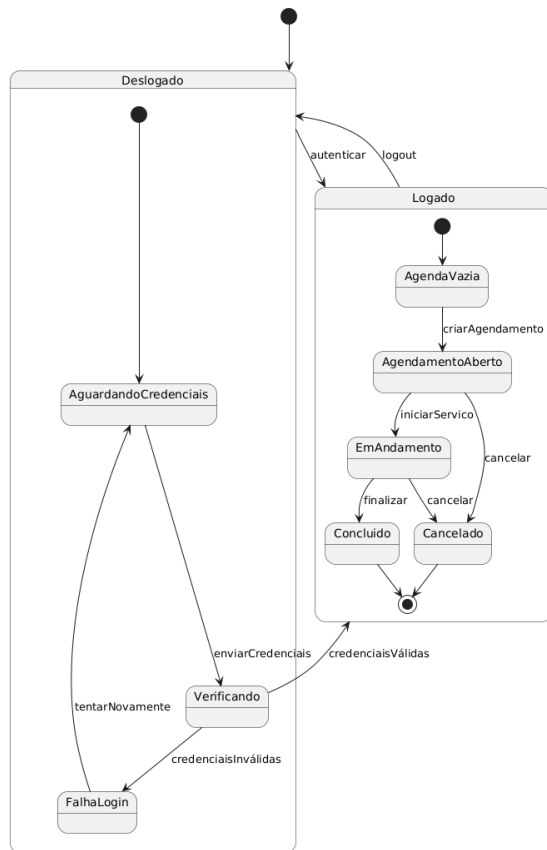 Deslogado
autenticar
logout
Logado
AgendaVazia
criarAgendamento
AgendamentoAberto
AguardandoCredenciais
iniciarServico
EmAndamento
cancelar
finalizar
cancelar
Concluido
Cancelado
enviarCredenciais
credenciaisVálidas
Verificando
tentarNovamente
credenciaisInválidas
FalhaLogin